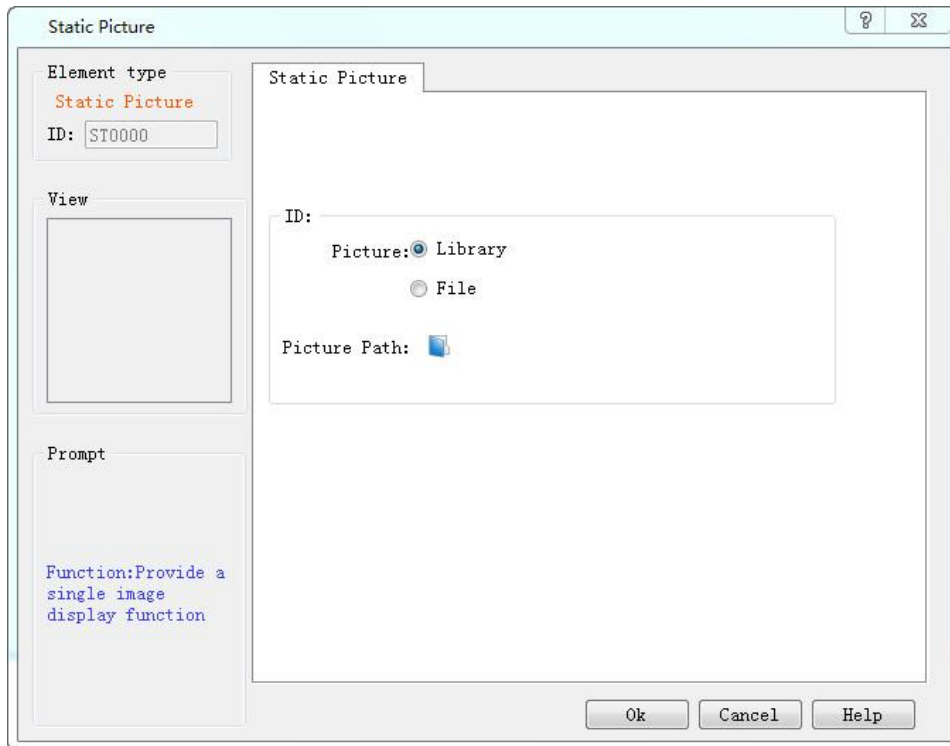 Static Picture
Element type
Static Picture
ID: ST0000
View
Prompt
Function:Provide a
single image
display function
Static Picture
ID:
Picture: Library
File
Picture Path:
Ok Cancel Help